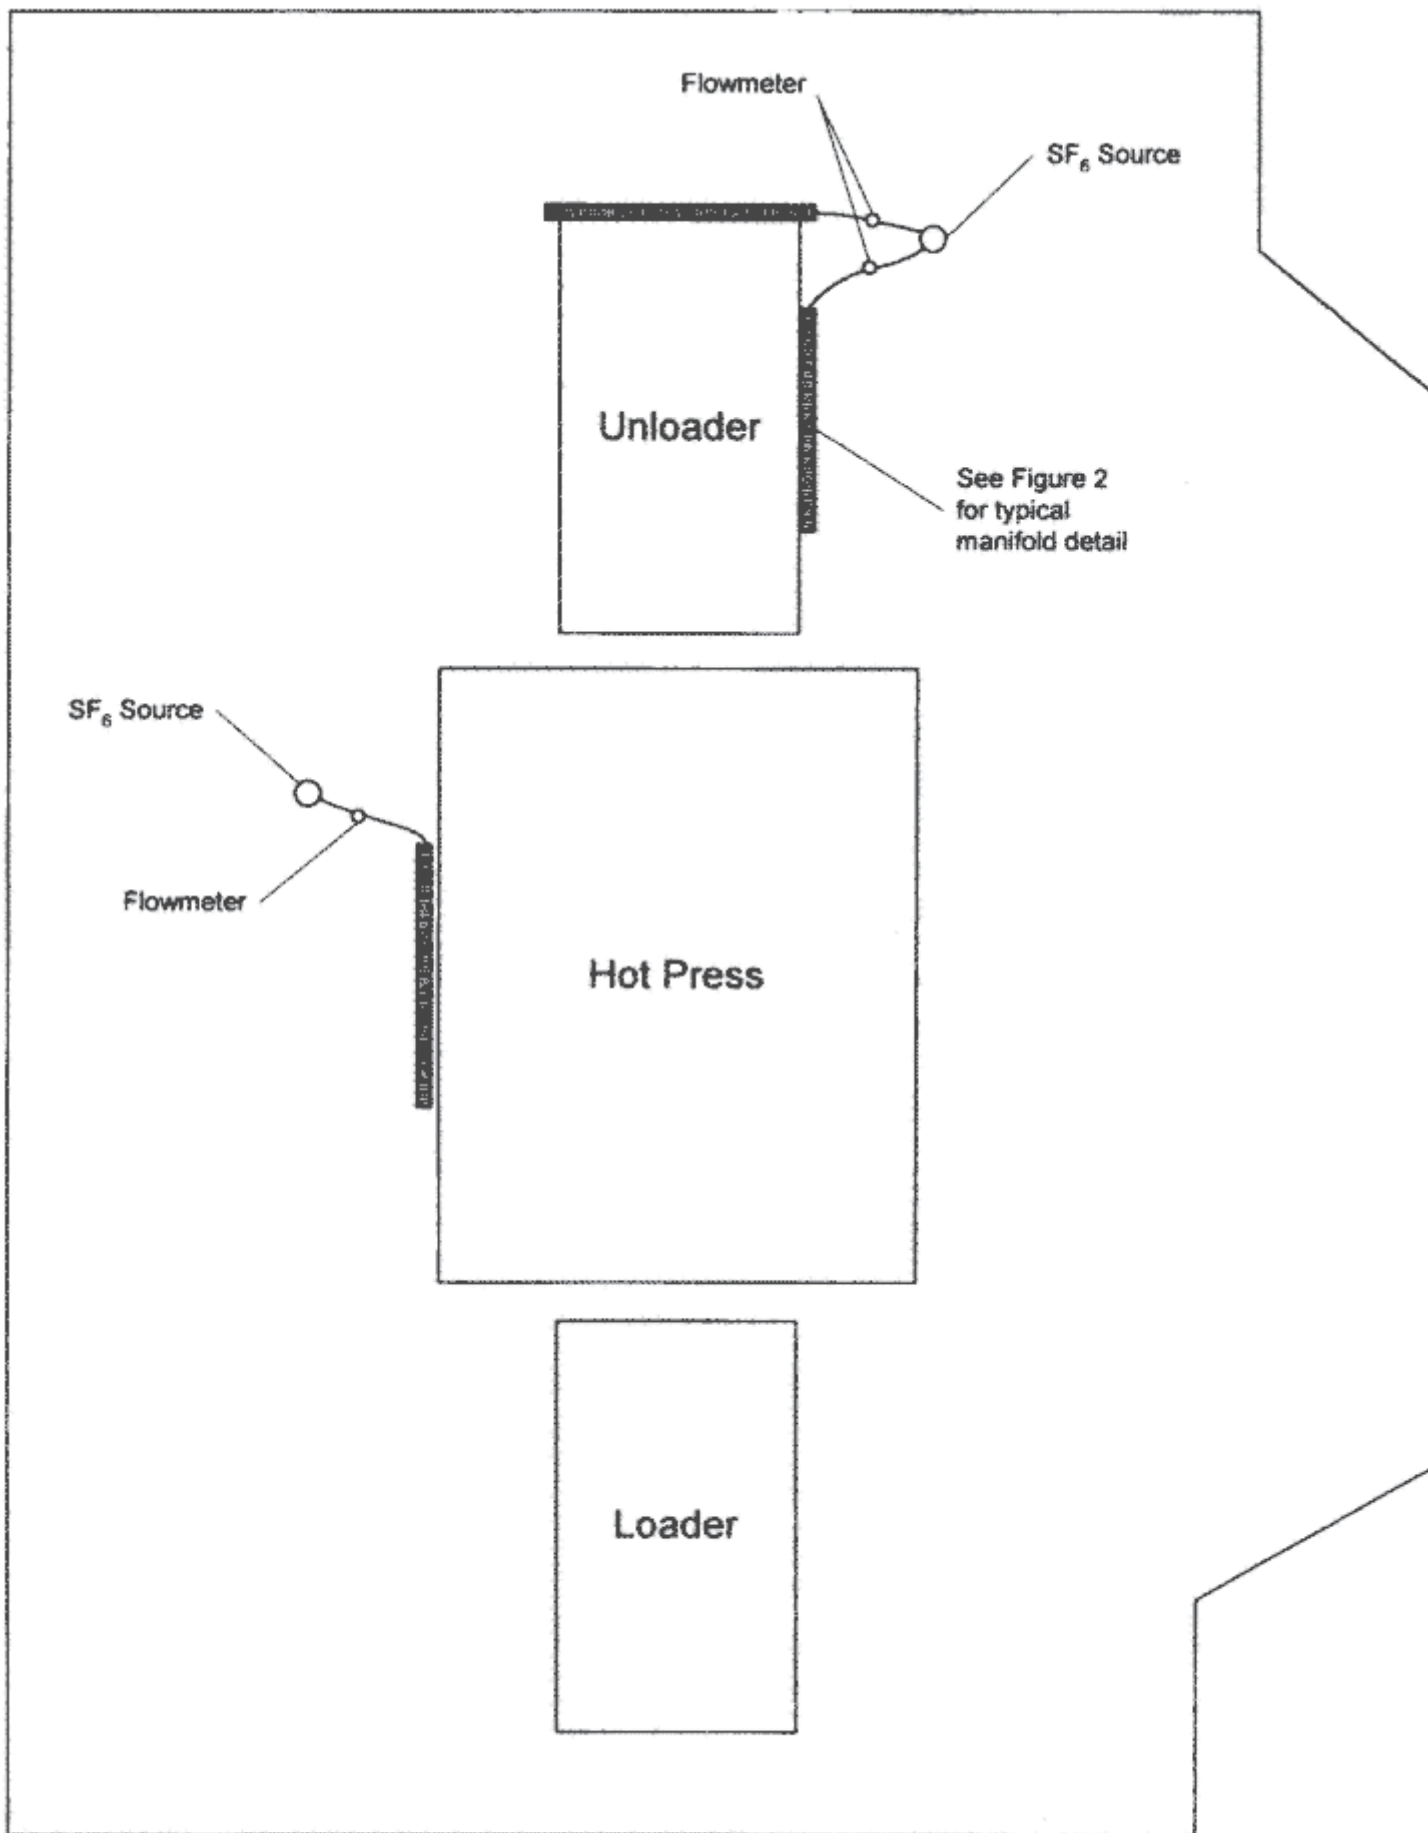 Flowmeter
SF₆ Source
Unloader
See Figure 2
for typical
manifold detail
SF₆ Source
Flowmeter
Hot Press
Loader